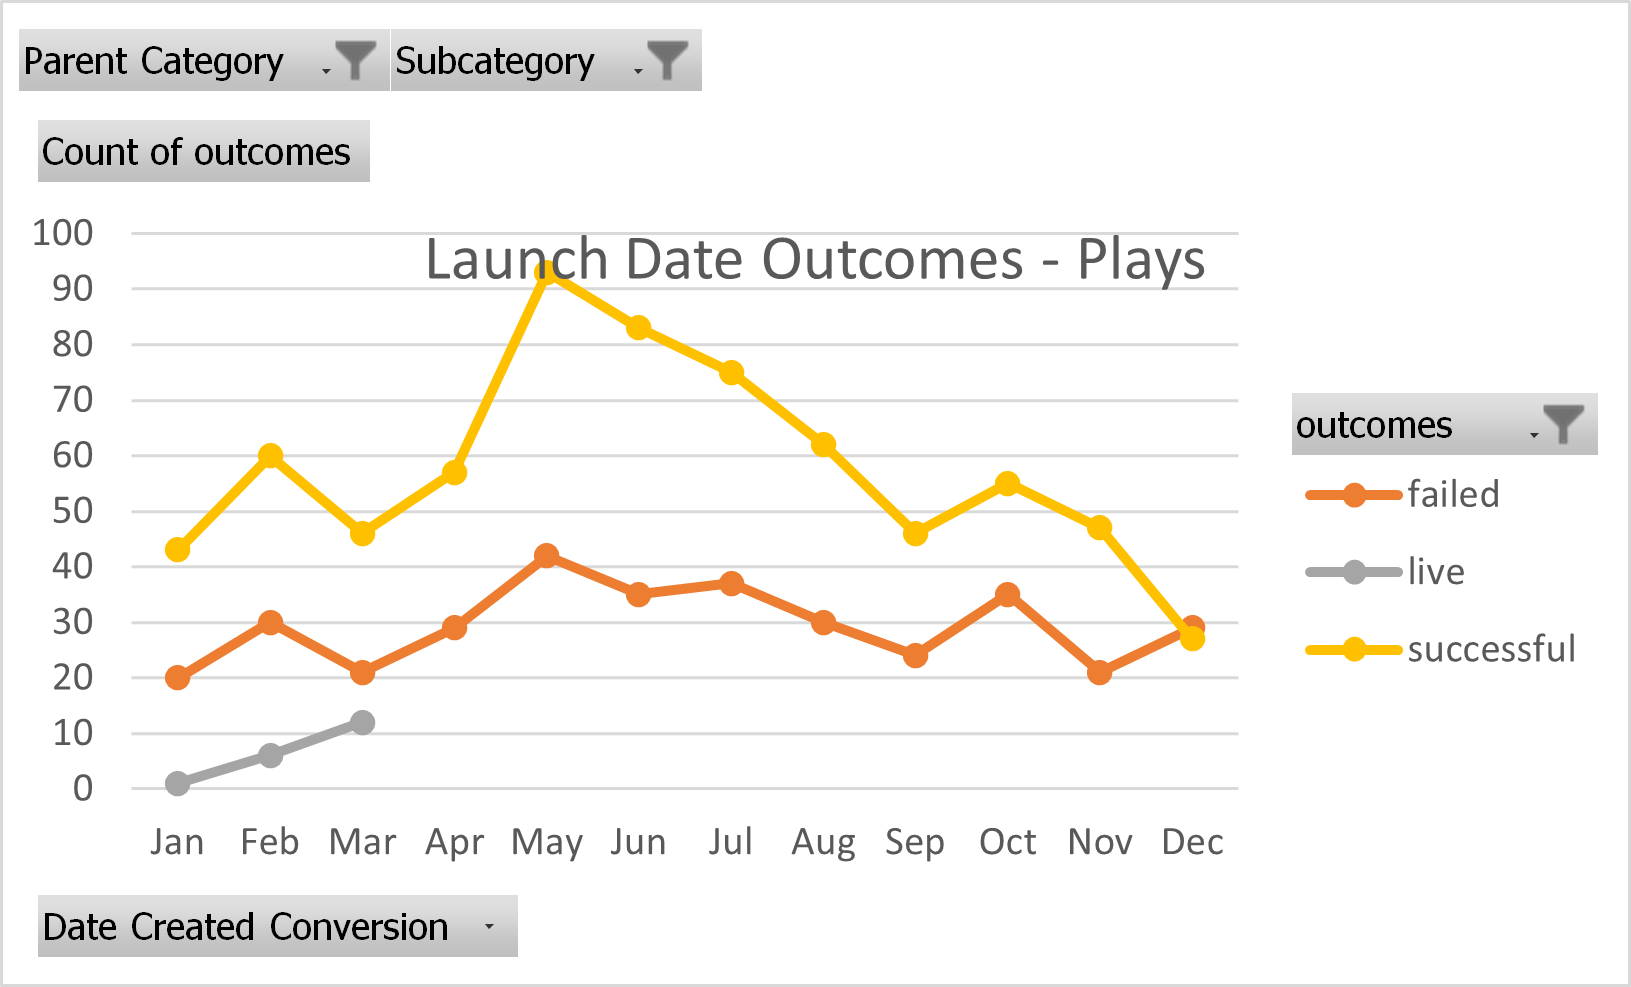 Parent Category Subcategory
Count of outcomes
Launch Date Outcomes - Plays
100
90
80
70
60
50
40
30
20
10
0
Jan Feb Mar Apr May Jun Jul Aug Sep Oct Nov Dec
outcomes
failed
live
successful
Date Created Conversion